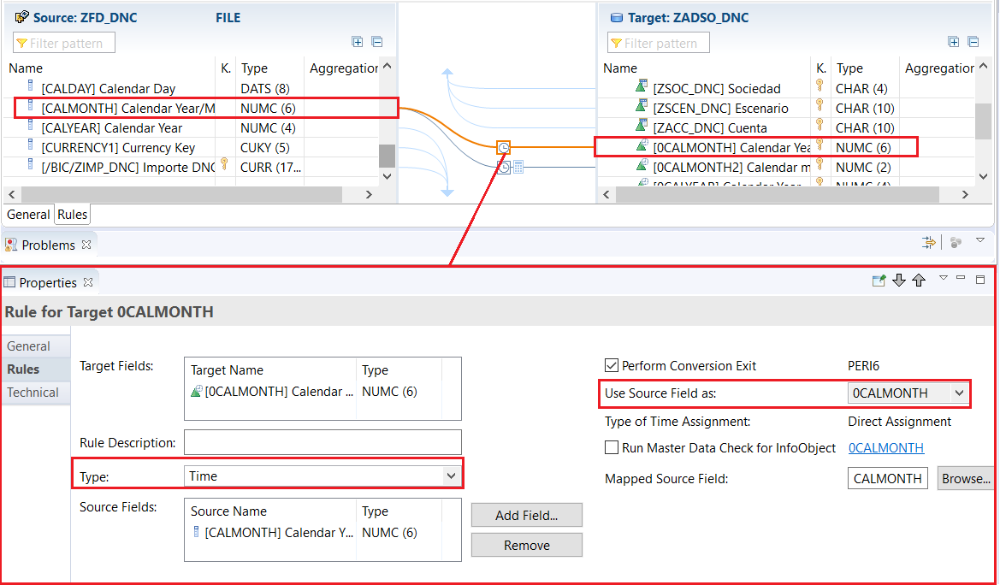 Source: ZFD_DNC FILE
Filter pattern
Name K. Type Aggregation
[CALDAY] Calendar Day DATS (8)
[CALMONTH] Calendar Year/M NUMC (6)
[CALYEAR] Calendar Year NUMC (4)
[CURRENCY1] Currency Key CUKY (5)
[/BIC/ZIMP_DNC] Importe DNC CURR (17...
General Rules
Target: ZADSO_DNC
Filter pattern
Name K. Type Aggregation
[ZSOC_DNC] Sociedad CHAR (4)
[ZSCEN_DNC] Escenario CHAR (10)
[ZACC_DNC] Cuenta CHAR (10)
[0CALMONTH] Calendar Yea NUMC (6)
[0CALMONTH2] Calendar m NUMC (2)
[0CALYEAR] Calendar Year NUMC (4)
Problems
Properties
Rule for Target 0CALMONTH
General
Rules
Technical
Target Fields:
Target Name Type
[0CALMONTH] Calendar ... NUMC (6)
Rule Description:
Type: Time
Source Fields:
Source Name Type
[CALMONTH] Calendar Y... NUMC (6)
Add Field...
Remove
Perform Conversion Exit PERI6
Use Source Field as: 0CALMONTH
Type of Time Assignment: Direct Assignment
Run Master Data Check for InfoObject 0CALMONTH
Mapped Source Field: CALMONTH Browse...